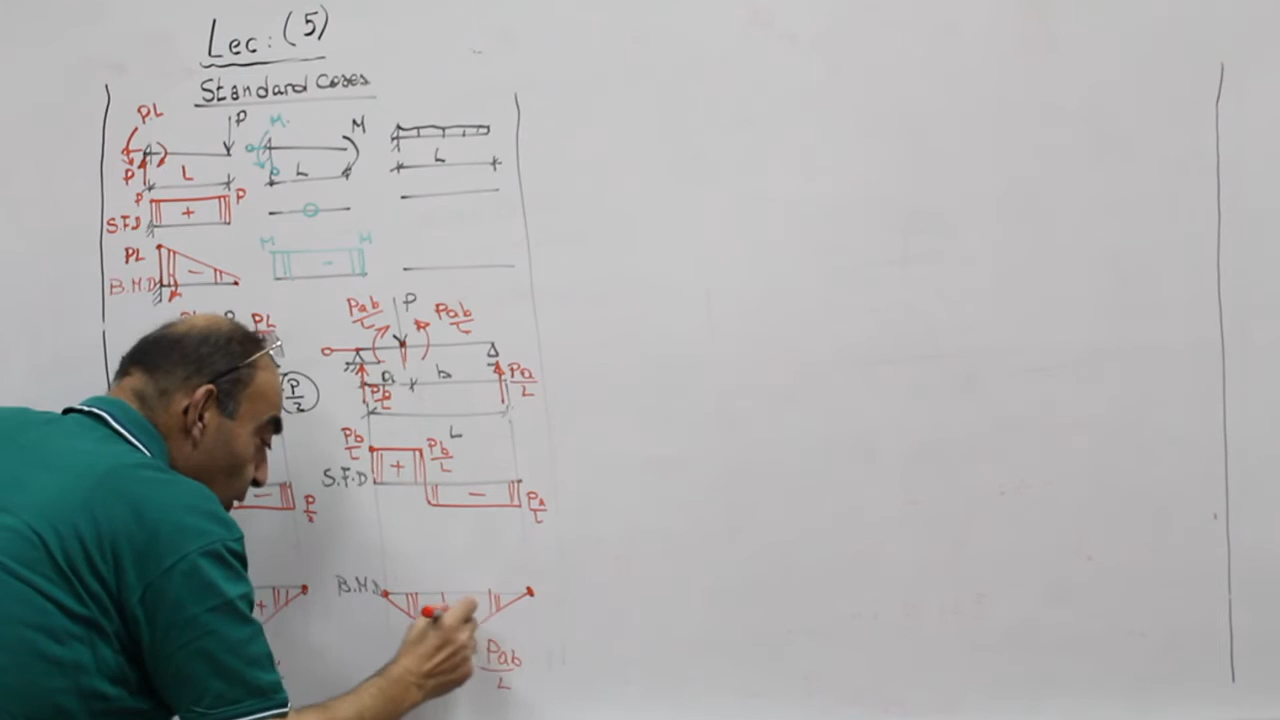 Lec: (5)
Standard Cases
P.L P M. M
P L L L
P P
S.F.D +
PL M M
B.M.D - -
PL Pab/L P Pab/L
P/2 a b
Pb/L Pa/L
L
Pb/L Pb/L
S.F.D + -
- P/2 Pa/L
B.M.D
+
Pab/L